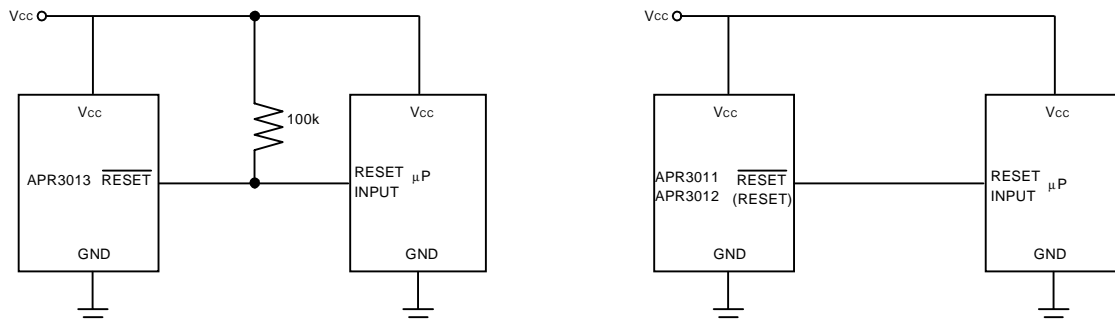 Vcc
Vcc
Vcc
100k
APR3013 RESET
RESET
INPUT
μP
GND
GND
Vcc
Vcc
Vcc
APR3011
APR3012
RESET
(RESET)
RESET
INPUT
μP
GND
GND